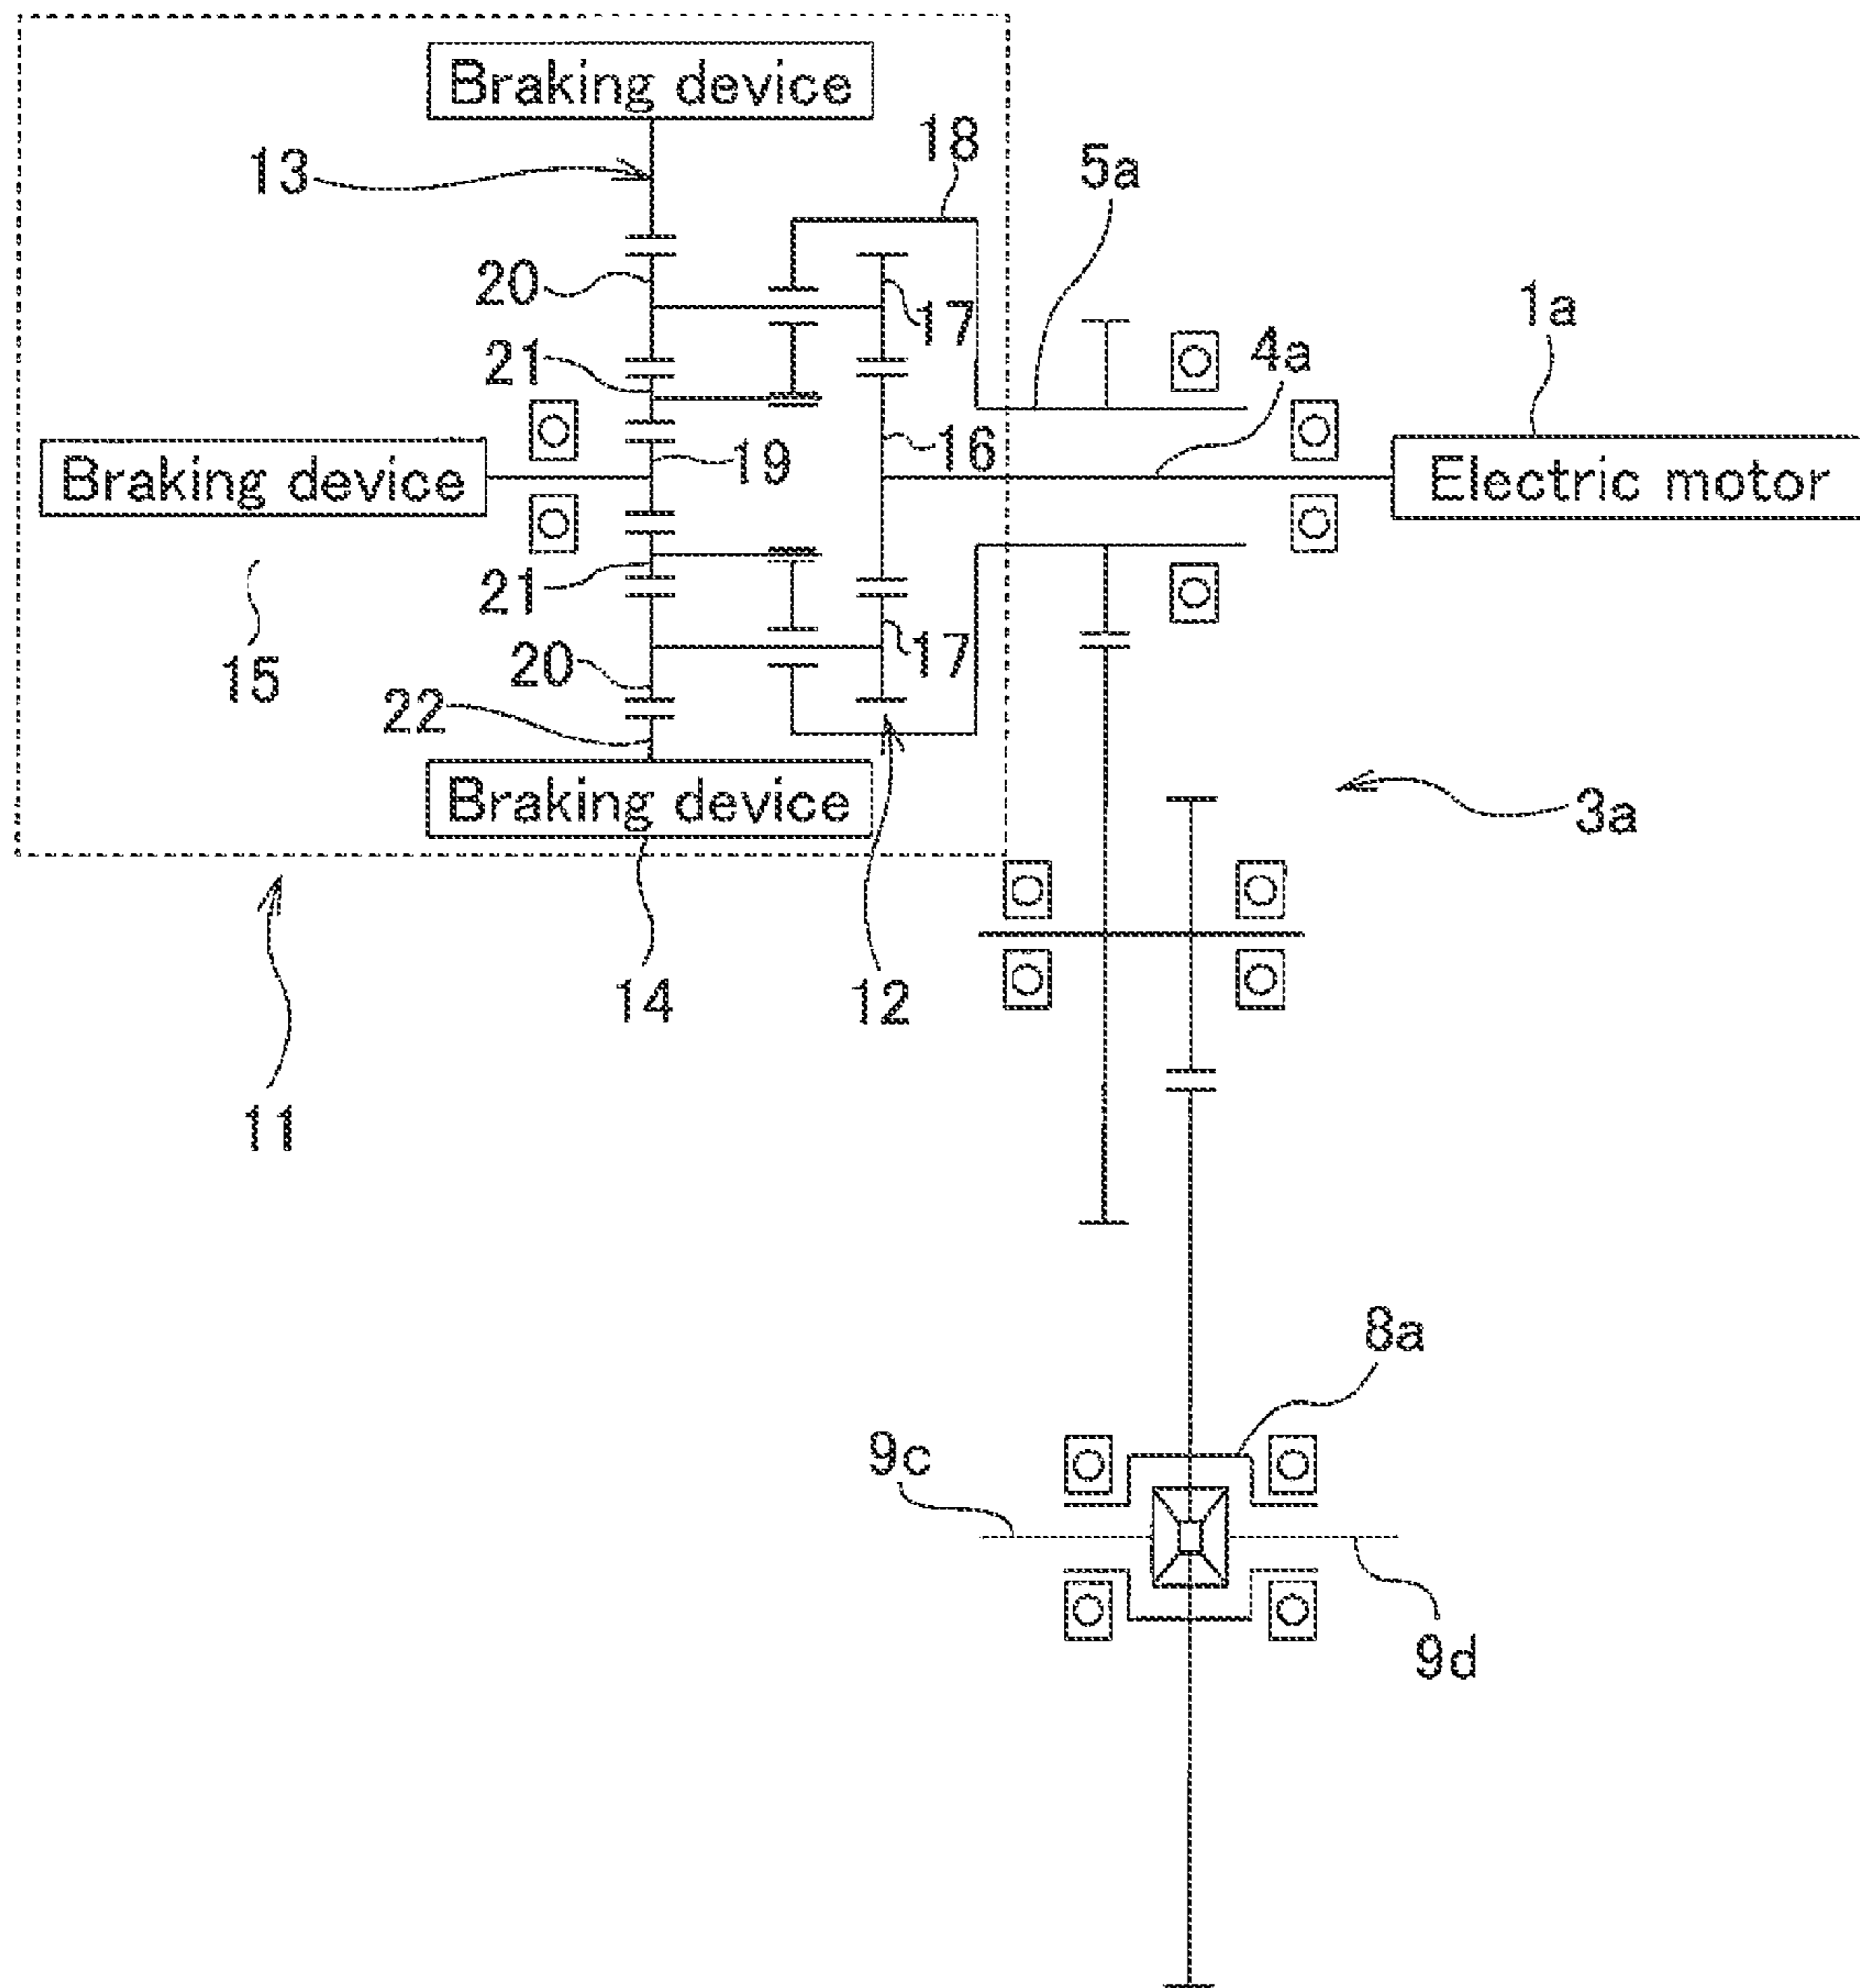 Braking device
13
18
5a
20
17
1a
21
4a
16
19
Braking device
Electric motor
21
17
15
20
22
Braking device
3a
14
12
11
8a
9c
9d